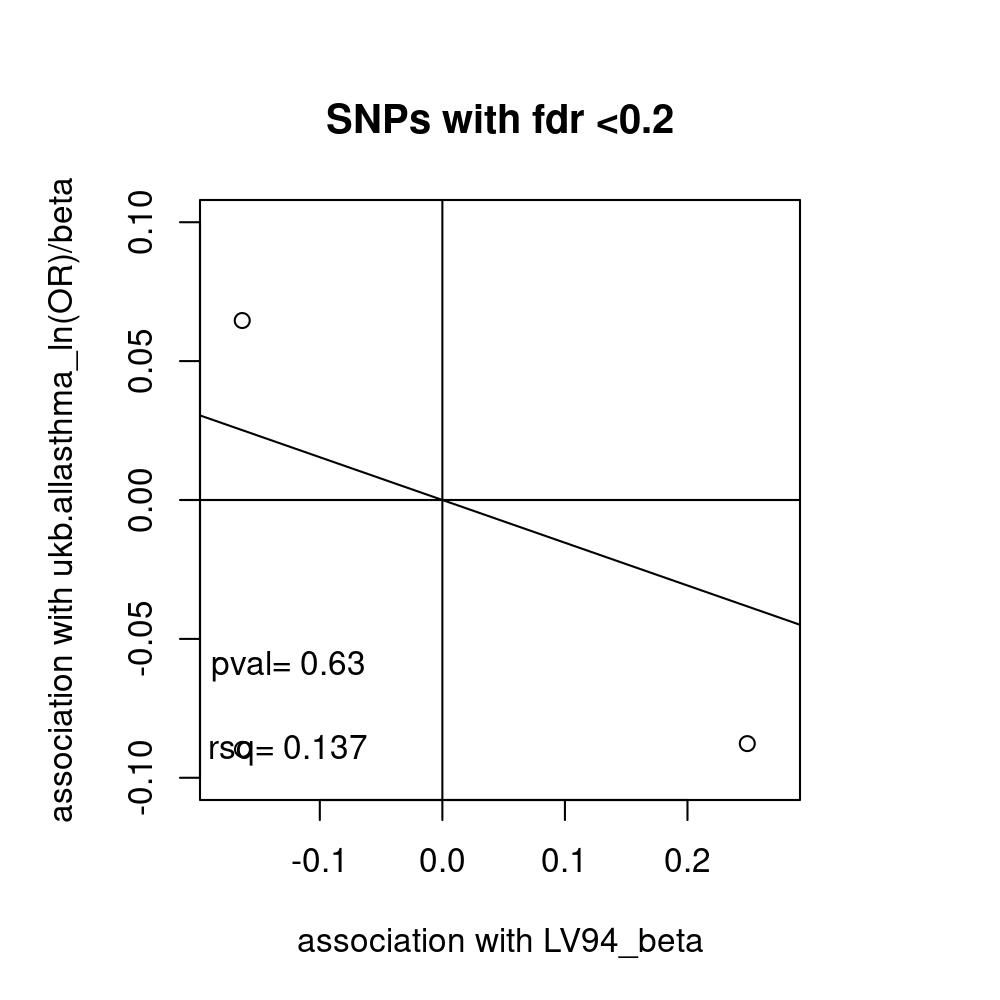 SNPs with fdr <0.2
association with ukb.allasthma_ln(OR)/beta
0.10
0.05
0.00
-0.05
-0.10
pval= 0.63
rsq= 0.137
-0.1
0.0
0.1
0.2
association with LV94_beta